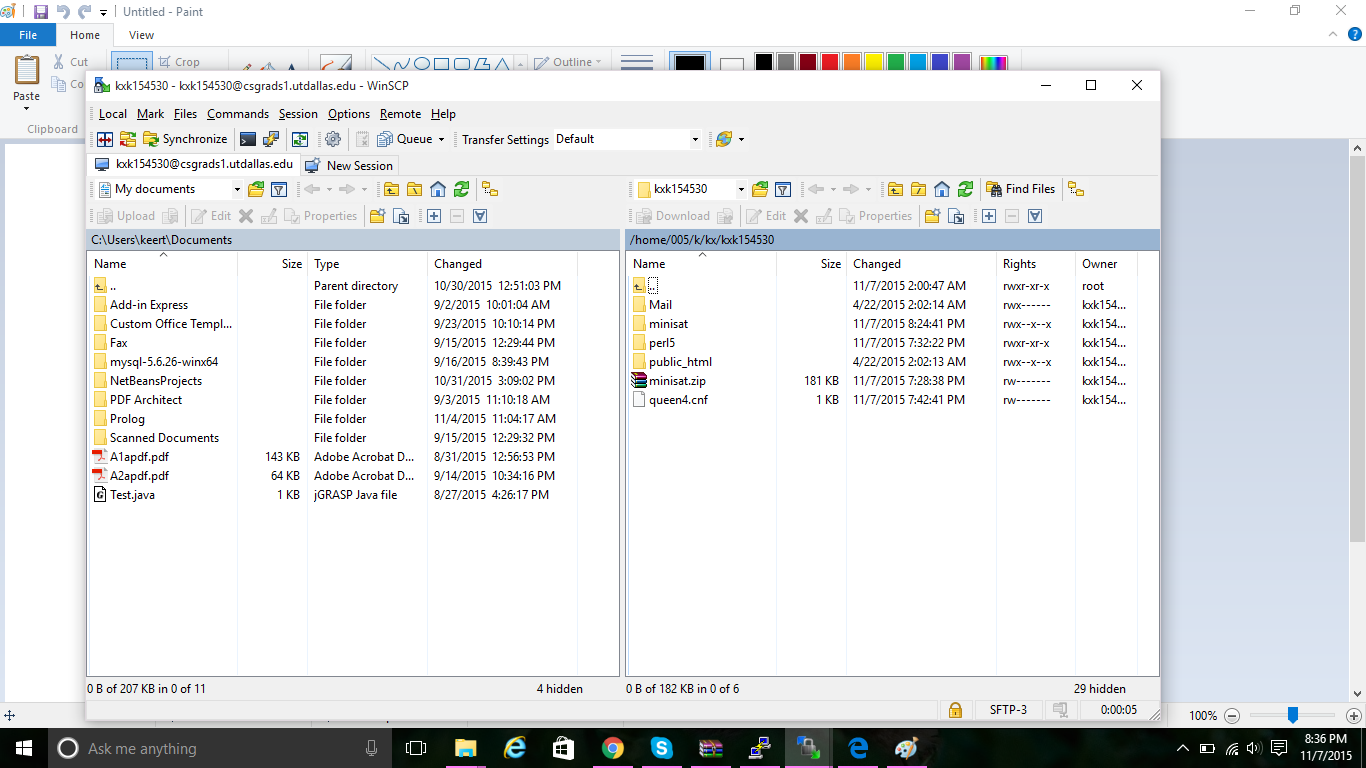 Untitled - Paint
File Home View
Cut
Crop
Outline
Paste
Clipboard
kxk154530 - kxk154530@csgrads1.utdallas.edu - WinSCP
Local Mark Files Commands Session Options Remote Help
Synchronize Queue Transfer Settings Default
kxk154530@csgrads1.utdallas.edu New Session
My documents kxk154530 Find Files
Upload Edit Properties Download Edit Properties
C:\Users\keert\Documents /home/005/k/kx/kxk154530
Name Size Type Changed Name Size Changed Rights Owner
.. Parent directory 10/30/2015 12:51:03 PM .. 11/7/2015 2:00:47 AM rwxr-xr-x root
Add-in Express File folder 9/2/2015 10:01:04 AM Mail 4/22/2015 2:02:14 AM rwx------ kxk154...
Custom Office Templ... File folder 9/23/2015 10:10:14 PM minisat 11/7/2015 8:24:41 PM rwx--x--x kxk154...
Fax File folder 9/15/2015 12:29:44 PM perl5 11/7/2015 7:32:22 PM rwxr-xr-x kxk154...
mysql-5.6.26-winx64 File folder 9/16/2015 8:39:43 PM public_html 4/22/2015 2:02:13 AM rwx--x--x kxk154...
NetBeansProjects File folder 10/31/2015 3:09:02 PM minisat.zip 181 KB 11/7/2015 7:28:38 PM rw------- kxk154...
PDF Architect File folder 9/3/2015 11:10:18 AM queen4.cnf 1 KB 11/7/2015 7:42:41 PM rw------- kxk154...
Prolog File folder 11/4/2015 11:04:17 AM
Scanned Documents File folder 9/15/2015 12:29:32 PM
A1apdf.pdf 143 KB Adobe Acrobat D... 8/31/2015 12:56:53 PM
A2apdf.pdf 64 KB Adobe Acrobat D... 9/14/2015 10:34:16 PM
Test.java 1 KB jGRASP Java file 8/27/2015 4:26:17 PM
0 B of 207 KB in 0 of 11 4 hidden 0 B of 182 KB in 0 of 6 29 hidden
SFTP-3 0:00:05
100%
Ask me anything
8:36 PM
11/7/2015